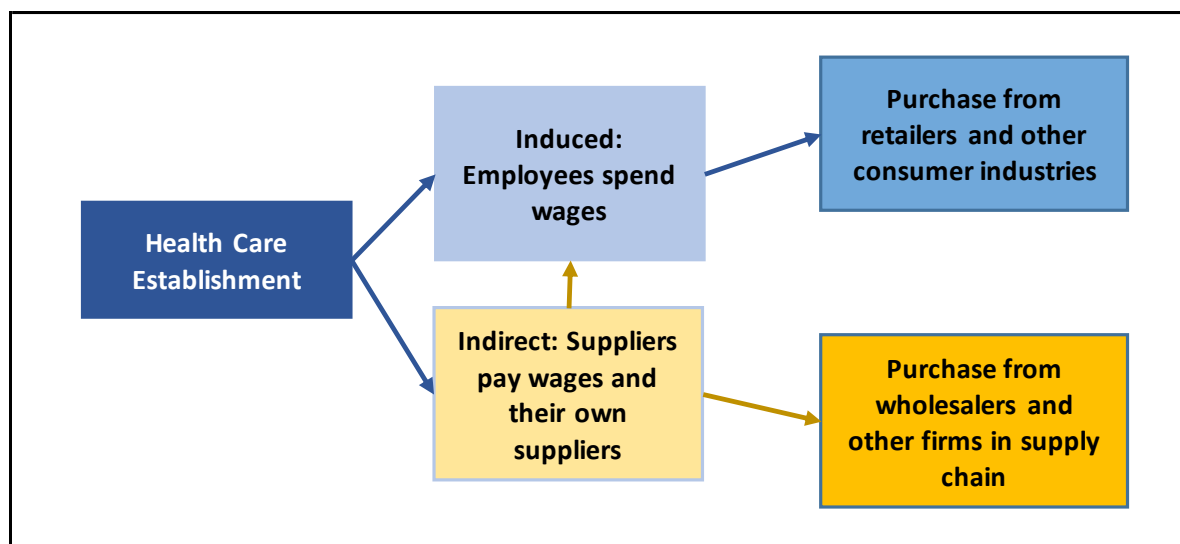 Health Care
Establishment
Induced:
Employees spend
wages
Purchase from
retailers and other
consumer industries
Indirect: Suppliers
pay wages and
their own
suppliers
Purchase from
wholesalers and
other firms in supply
chain